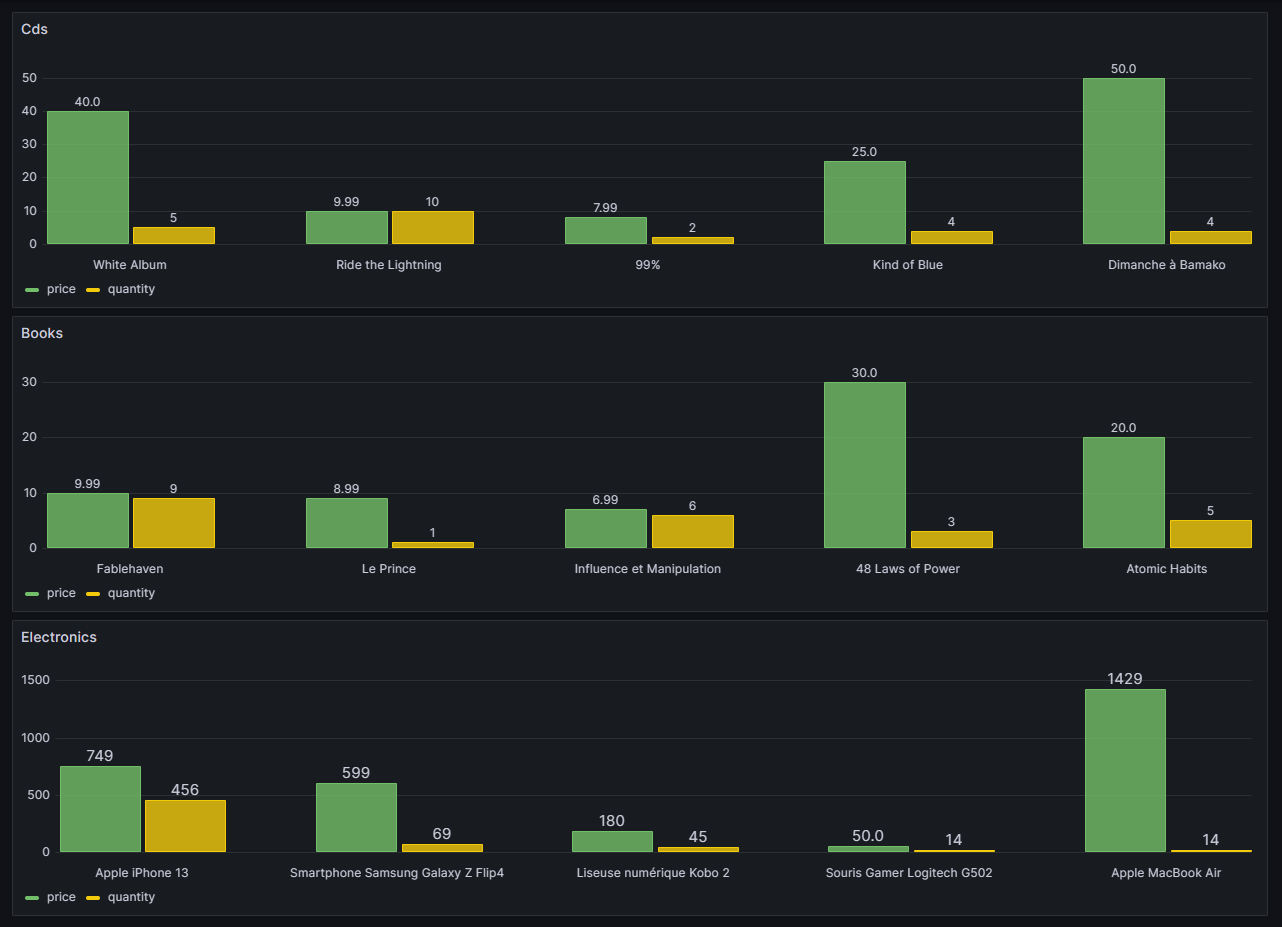 Cds
50
40
30
20
10
0
40.0
5
9.99
10
7.99
2
25.0
4
50.0
4
White Album
Ride the Lightning
99%
Kind of Blue
Dimanche à Bamako
price
quantity
Books
30
20
10
0
9.99
9
8.99
1
6.99
6
30.0
3
20.0
5
Fablehaven
Le Prince
Influence et Manipulation
48 Laws of Power
Atomic Habits
price
quantity
Electronics
1500
1000
500
0
749
456
599
69
180
45
50.0
14
1429
14
Apple iPhone 13
Smartphone Samsung Galaxy Z Flip4
Liseuse numérique Kobo 2
Souris Gamer Logitech G502
Apple MacBook Air
price
quantity